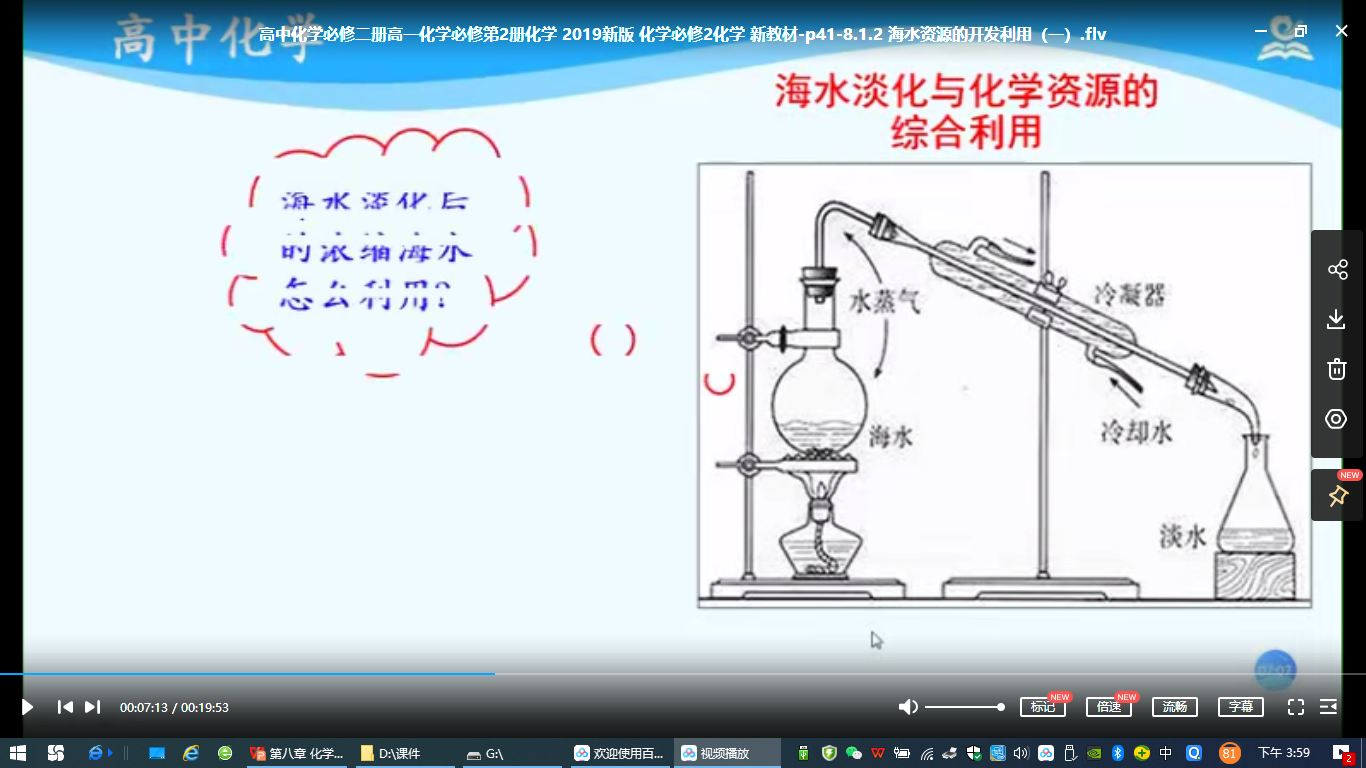 高中化学
高中化学必修二册高一化学必修第2册化学 2019新版 化学必修2化学 新教材-p41-8.1.2 海水资源的开发利用（一）.flv
海水淡化与化学资源的
综合利用
海水淡化后
的浓缩海水
怎么利用?
( )
水蒸气
冷凝器
海水
冷却水
淡水
02:07
NEW
00:07:13 / 00:19:53
NEW
标记
NEW
倍速
流畅
字幕
第八章 化学...
D:\课件
G:\
欢迎使用百...
视频播放
中
81
下午 3:59
2